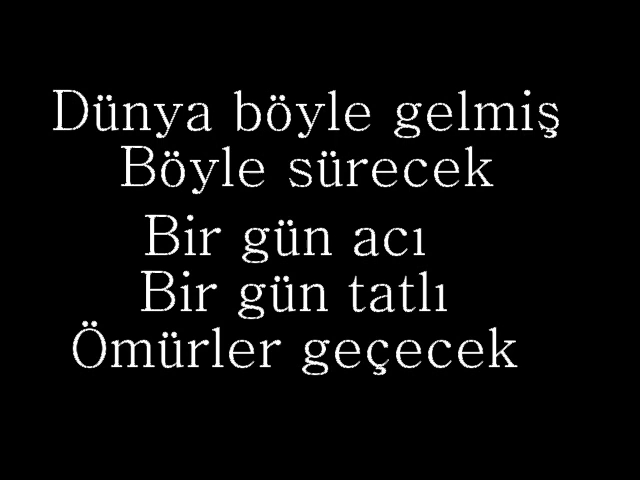 Dünya böyle gelmiş
Böyle sürecek
Bir gün acı
Bir gün tatlı
Ömürler geçecek